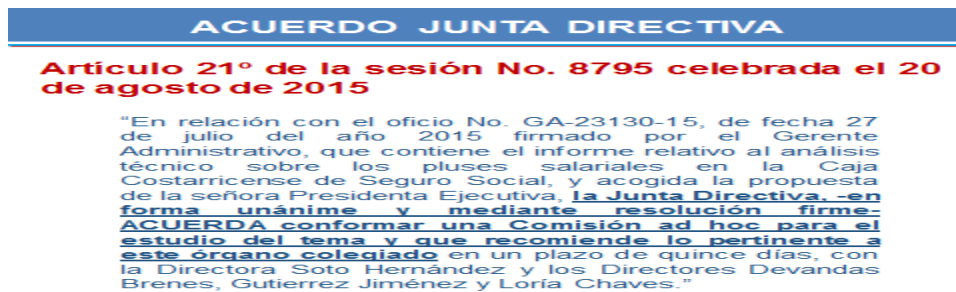 ACUERDO JUNTA DIRECTIVA
Artículo 21º de la sesión No. 8795 celebrada el 20
de agosto de 2015
“En relación con el oficio No. GA-23130-15, de fecha 27
de julio del año 2015 firmado por el Gerente
Administrativo, que contiene el informe relativo al análisis
técnico sobre los pluses salariales en la Caja
Costarricense de Seguro Social, y acogida la propuesta
de la señora Presidenta Ejecutiva, la Junta Directiva, -en
forma unánime y mediante resolución firme-
ACUERDA conformar una Comisión ad hoc para el
estudio del tema y que recomiende lo pertinente a
este órgano colegiado en un plazo de quince días, con
la Directora Soto Hernández y los Directores Devandas
Brenes, Gutierrez Jiménez y Loría Chaves.”